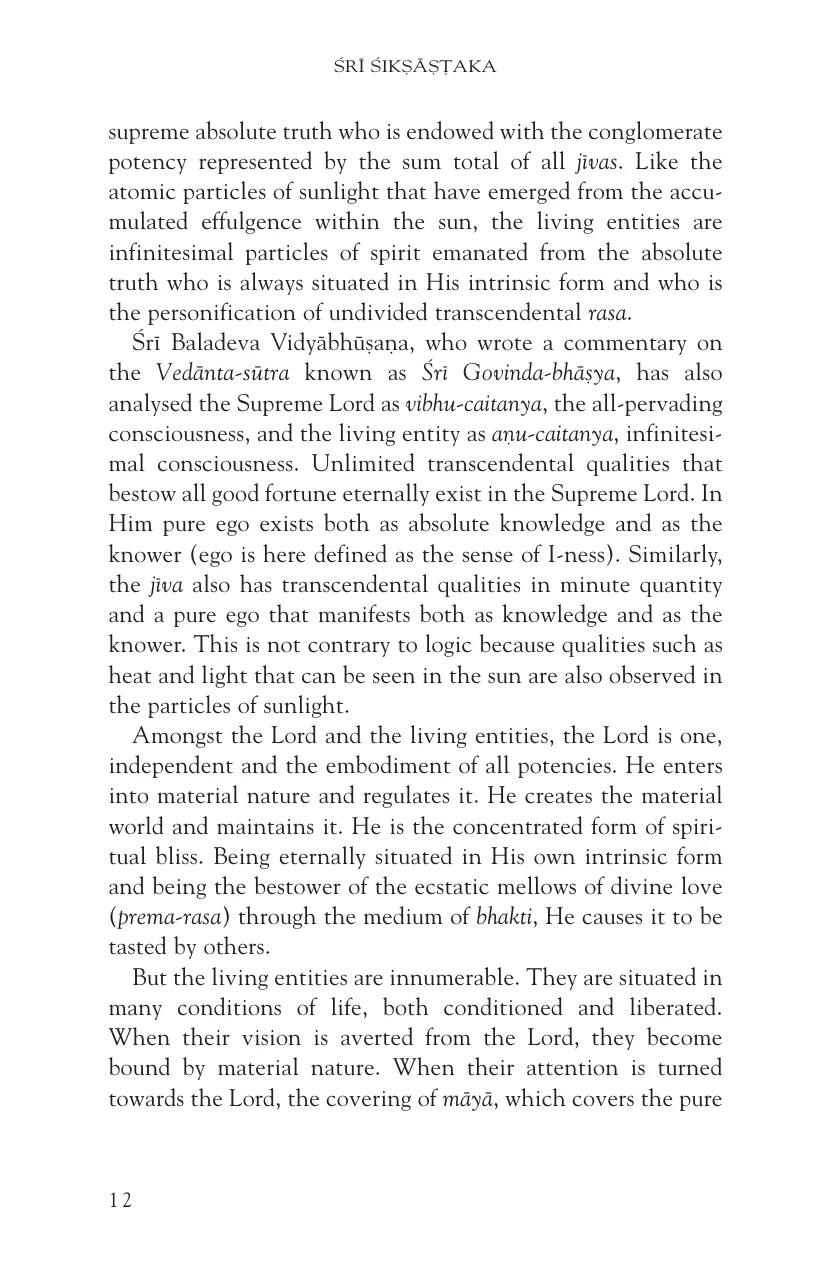 ŚRĪ ŚIKṢĀṢṬAKA
supreme absolute truth who is endowed with the conglomerate
potency represented by the sum total of all jīvas. Like the
atomic particles of sunlight that have emerged from the accu-
mulated effulgence within the sun, the living entities are
infinitesimal particles of spirit emanated from the absolute
truth who is always situated in His intrinsic form and who is
the personification of undivided transcendental rasa.
Śrī Baladeva Vidyābhūṣaṇa, who wrote a commentary on
the Vedānta-sūtra known as Śrī Govinda-bhāṣya, has also
analysed the Supreme Lord as vibhu-caitanya, the all-pervading
consciousness, and the living entity as aṇu-caitanya, infinitesi-
mal consciousness. Unlimited transcendental qualities that
bestow all good fortune eternally exist in the Supreme Lord. In
Him pure ego exists both as absolute knowledge and as the
knower (ego is here defined as the sense of I-ness). Similarly,
the jīva also has transcendental qualities in minute quantity
and a pure ego that manifests both as knowledge and as the
knower. This is not contrary to logic because qualities such as
heat and light that can be seen in the sun are also observed in
the particles of sunlight.
Amongst the Lord and the living entities, the Lord is one,
independent and the embodiment of all potencies. He enters
into material nature and regulates it. He creates the material
world and maintains it. He is the concentrated form of spiri-
tual bliss. Being eternally situated in His own intrinsic form
and being the bestower of the ecstatic mellows of divine love
(prema-rasa) through the medium of bhakti, He causes it to be
tasted by others.
But the living entities are innumerable. They are situated in
many conditions of life, both conditioned and liberated.
When their vision is averted from the Lord, they become
bound by material nature. When their attention is turned
towards the Lord, the covering of māyā, which covers the pure
12